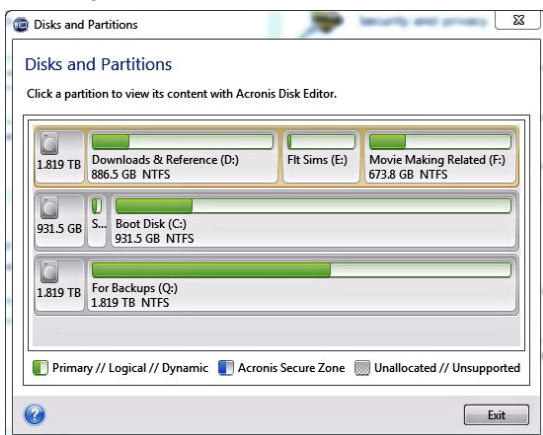 Disks and Partitions
Security and privacy
Disks and Partitions
Click a partition to view its content with Acronis Disk Editor.
1.819 TB
Downloads & Reference (D:)
886.5 GB NTFS
Flt Sims (E:)
Movie Making Related (F:)
673.8 GB NTFS
931.5 GB
S...
Boot Disk (C:)
931.5 GB NTFS
1.819 TB
For Backups (Q:)
1.819 TB NTFS
Primary // Logical // Dynamic Acronis Secure Zone Unallocated // Unsupported
Exit